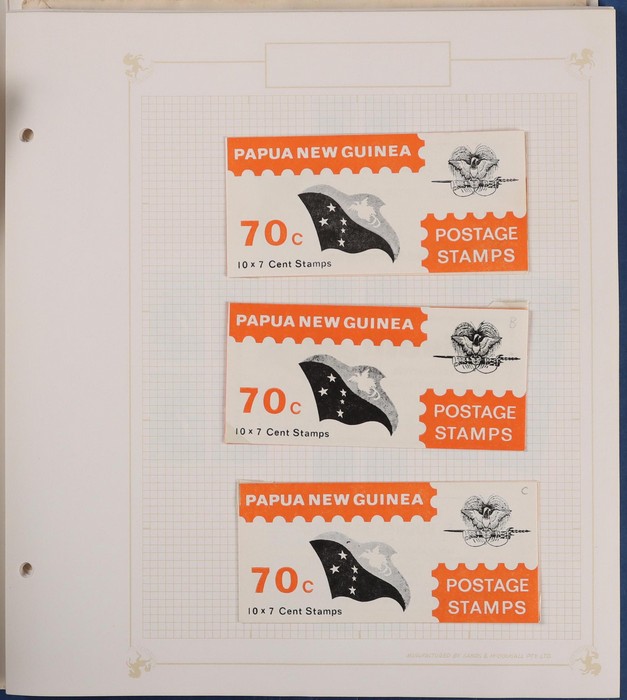 PAPUA NEW GUINEA
70c
10 x 7 Cent Stamps
POSTAGE
STAMPS
PAPUA NEW GUINEA
B
70c
10 x 7 Cent Stamps
POSTAGE
STAMPS
PAPUA NEW GUINEA
C
70c
10 x 7 Cent Stamps
POSTAGE
STAMPS